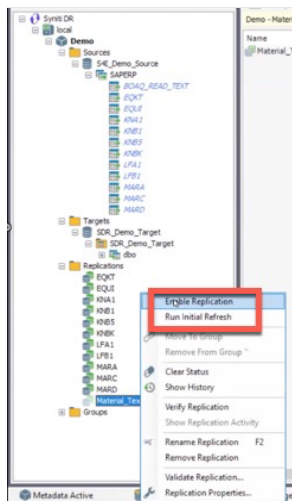 Syniti DR
local
Demo
Sources
S4I_Demo_Source
SAPERP
BOAQ_READ_TEXT
EQKT
EQUI
KNA1
KNB1
KNB5
KNBK
LFA1
LFB1
MARA
MARC
MARD
Targets
SDR_Demo_Target
SDR_Demo_Target
dbo
Replications
EQKT
EQUI
KNA1
KNB1
KNB5
KNBK
LFA1
LFB1
MARA
MARC
MARD
Material_Tex
Groups
Metadata Active
Demo - Mater
Name
Material_T
Enable Replication
Run Initial Refresh
Move To Group
Remove From Group
Clear Status
Show History
Verify Replication
Show Replication Activity
Rename Replication F2
Remove Replication
Validate Replication...
Replication Properties...